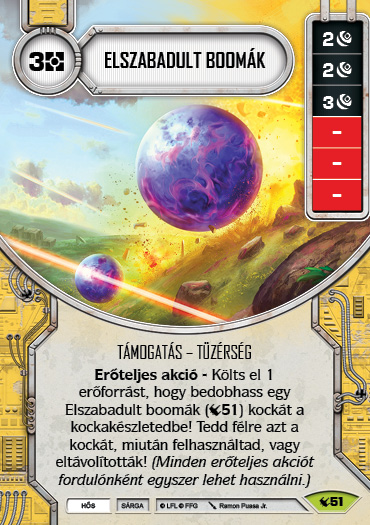 3
ELSZABADULT BOOMÁK
2
2
3
-
-
-
TÁMOGATÁS – TÜZÉRSÉG
Erőteljes akció - Költs el 1
erőforrást, hogy bedobhass egy
Elszabadult boomák (51) kockát a
kockakészletedbe! Tedd félre azt a
kockát, miután felhasználtad, vagy
eltávolították! (Minden erőteljes akciót
fordulónként egyszer lehet használni.)
HŐS SÁRGA © LFL © FFG Ramon Puasa Jr. 51